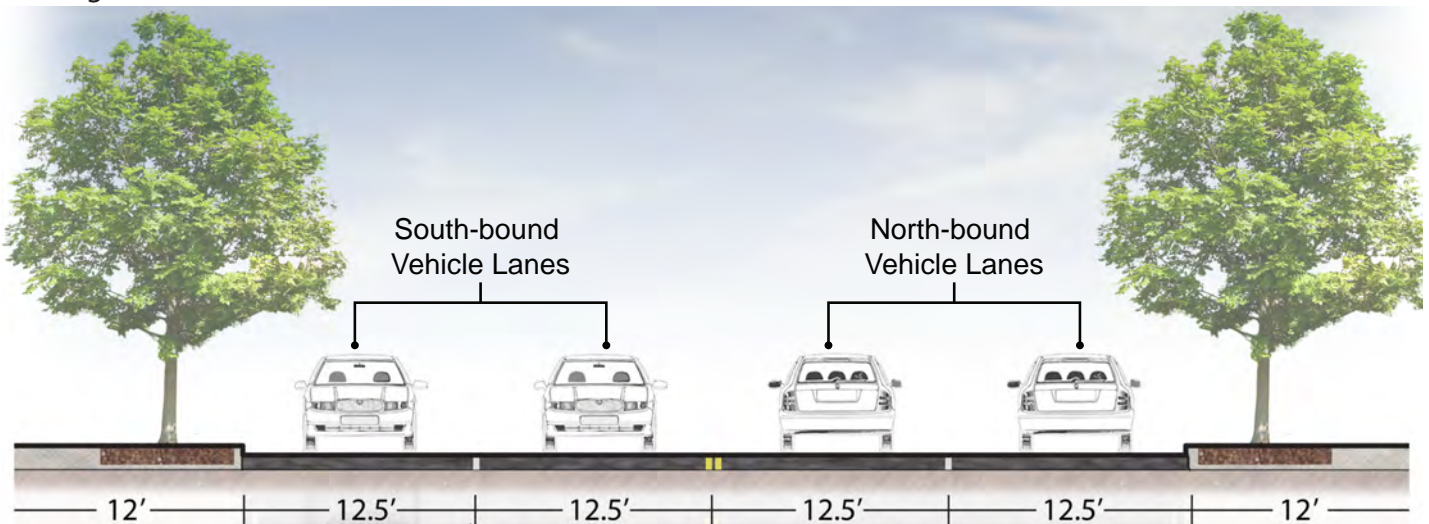 South-bound
Vehicle Lanes
North-bound
Vehicle Lanes
12’ 12.5’ 12.5’ 12.5’ 12.5’ 12’